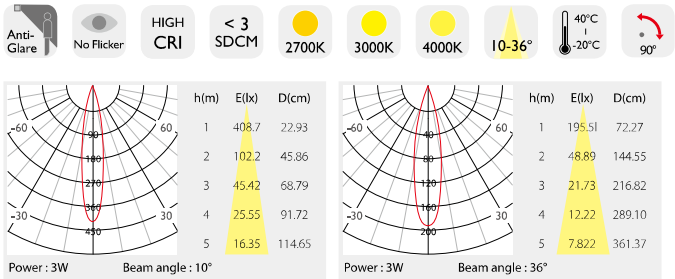 Anti-
Glare
No Flicker
HIGH
CRI
< 3
SDCM
2700K
3000K
4000K
10-36°
40°C
-20°C
90°
-60 60
-30 30
90
180
270
360
450
h(m) E(lx) D(cm)
1 408.7 22.93
2 102.2 45.86
3 45.42 68.79
4 25.55 91.72
5 16.35 114.65
Power : 3W Beam angle : 10°
-60 60
-30 30
40
80
120
160
200
h(m) E(lx) D(cm)
1 195.5l 72.27
2 48.89 144.55
3 21.73 216.82
4 12.22 289.10
5 7.822 361.37
Power : 3W Beam angle : 36°